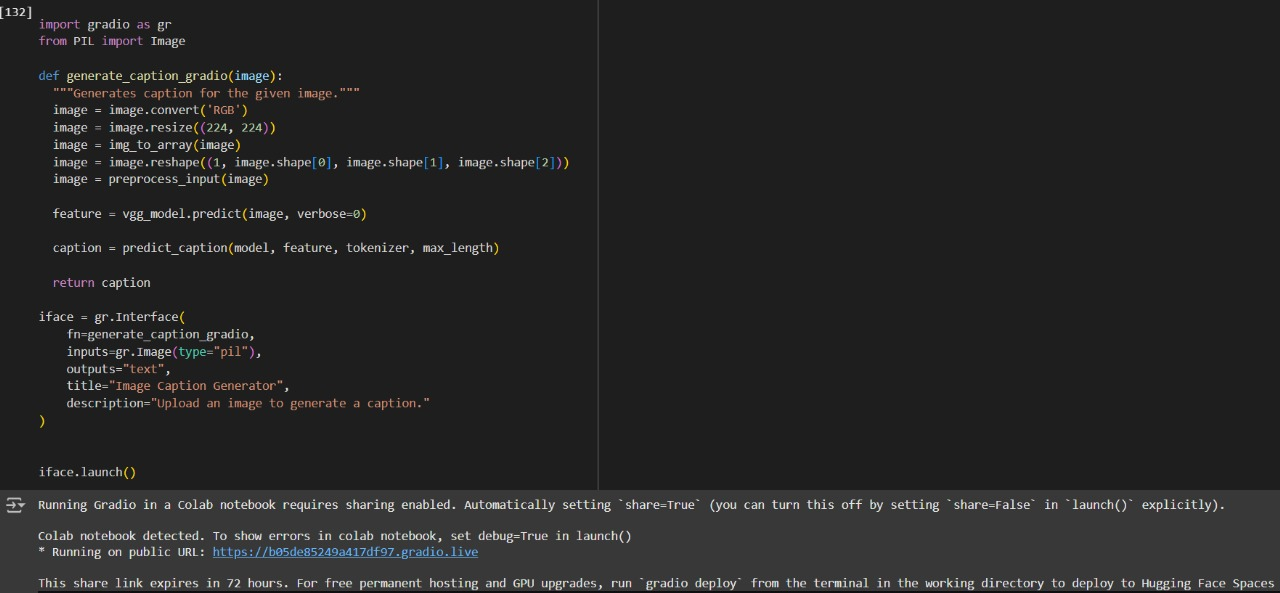 [132]
import gradio as gr
from PIL import Image
def generate_caption_gradio(image):
"""Generates caption for the given image."""
image = image.convert('RGB')
image = image.resize((224, 224))
image = img_to_array(image)
image = image.reshape((1, image.shape[0], image.shape[1], image.shape[2]))
image = preprocess_input(image)
feature = vgg_model.predict(image, verbose=0)
caption = predict_caption(model, feature, tokenizer, max_length)
return caption
iface = gr.Interface(
fn=generate_caption_gradio,
inputs=gr.Image(type="pil"),
outputs="text",
title="Image Caption Generator",
description="Upload an image to generate a caption."
)
iface.launch()
Running Gradio in a Colab notebook requires sharing enabled. Automatically setting `share=True` (you can turn this off by setting `share=False` in `launch()` explicitly).
Colab notebook detected. To show errors in colab notebook, set debug=True in launch()
* Running on public URL: https://b05de85249a417df97.gradio.live
This share link expires in 72 hours. For free permanent hosting and GPU upgrades, run `gradio deploy` from the terminal in the working directory to deploy to Hugging Face Spaces